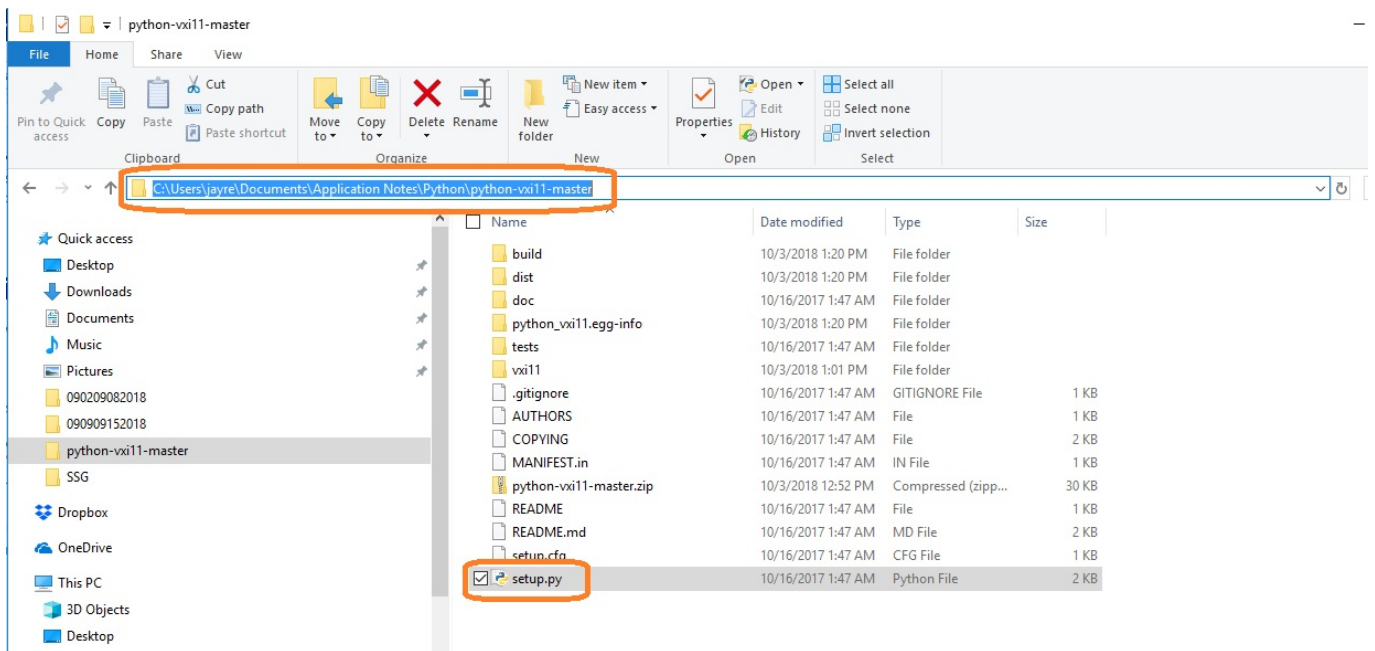 python-vxi11-master
File Home Share View
Pin to Quick access
Copy
Paste
Cut
Copy path
Paste shortcut
Move to
Copy to
Delete
Rename
New folder
New item
Easy access
Properties
Open
Edit
History
Select all
Select none
Invert selection
Clipboard Organize New Open Select
C:\Users\jayre\Documents\Application Notes\Python\python-vxi11-master
Quick access
Desktop
Downloads
Documents
Music
Pictures
090209082018
090909152018
python-vxi11-master
SSG
Dropbox
OneDrive
This PC
3D Objects
Desktop
Name Date modified Type Size
build 10/3/2018 1:20 PM File folder
dist 10/3/2018 1:20 PM File folder
doc 10/16/2017 1:47 AM File folder
python_vxi11.egg-info 10/3/2018 1:20 PM File folder
tests 10/16/2017 1:47 AM File folder
vxi11 10/3/2018 1:01 PM File folder
.gitignore 10/16/2017 1:47 AM GITIGNORE File 1 KB
AUTHORS 10/16/2017 1:47 AM File 1 KB
COPYING 10/16/2017 1:47 AM File 2 KB
MANIFEST.in 10/16/2017 1:47 AM IN File 1 KB
python-vxi11-master.zip 10/3/2018 12:52 PM Compressed (zipp... 30 KB
README 10/16/2017 1:47 AM File 1 KB
README.md 10/16/2017 1:47 AM MD File 2 KB
setup.cfg 10/16/2017 1:47 AM CFG File 1 KB
setup.py 10/16/2017 1:47 AM Python File 2 KB